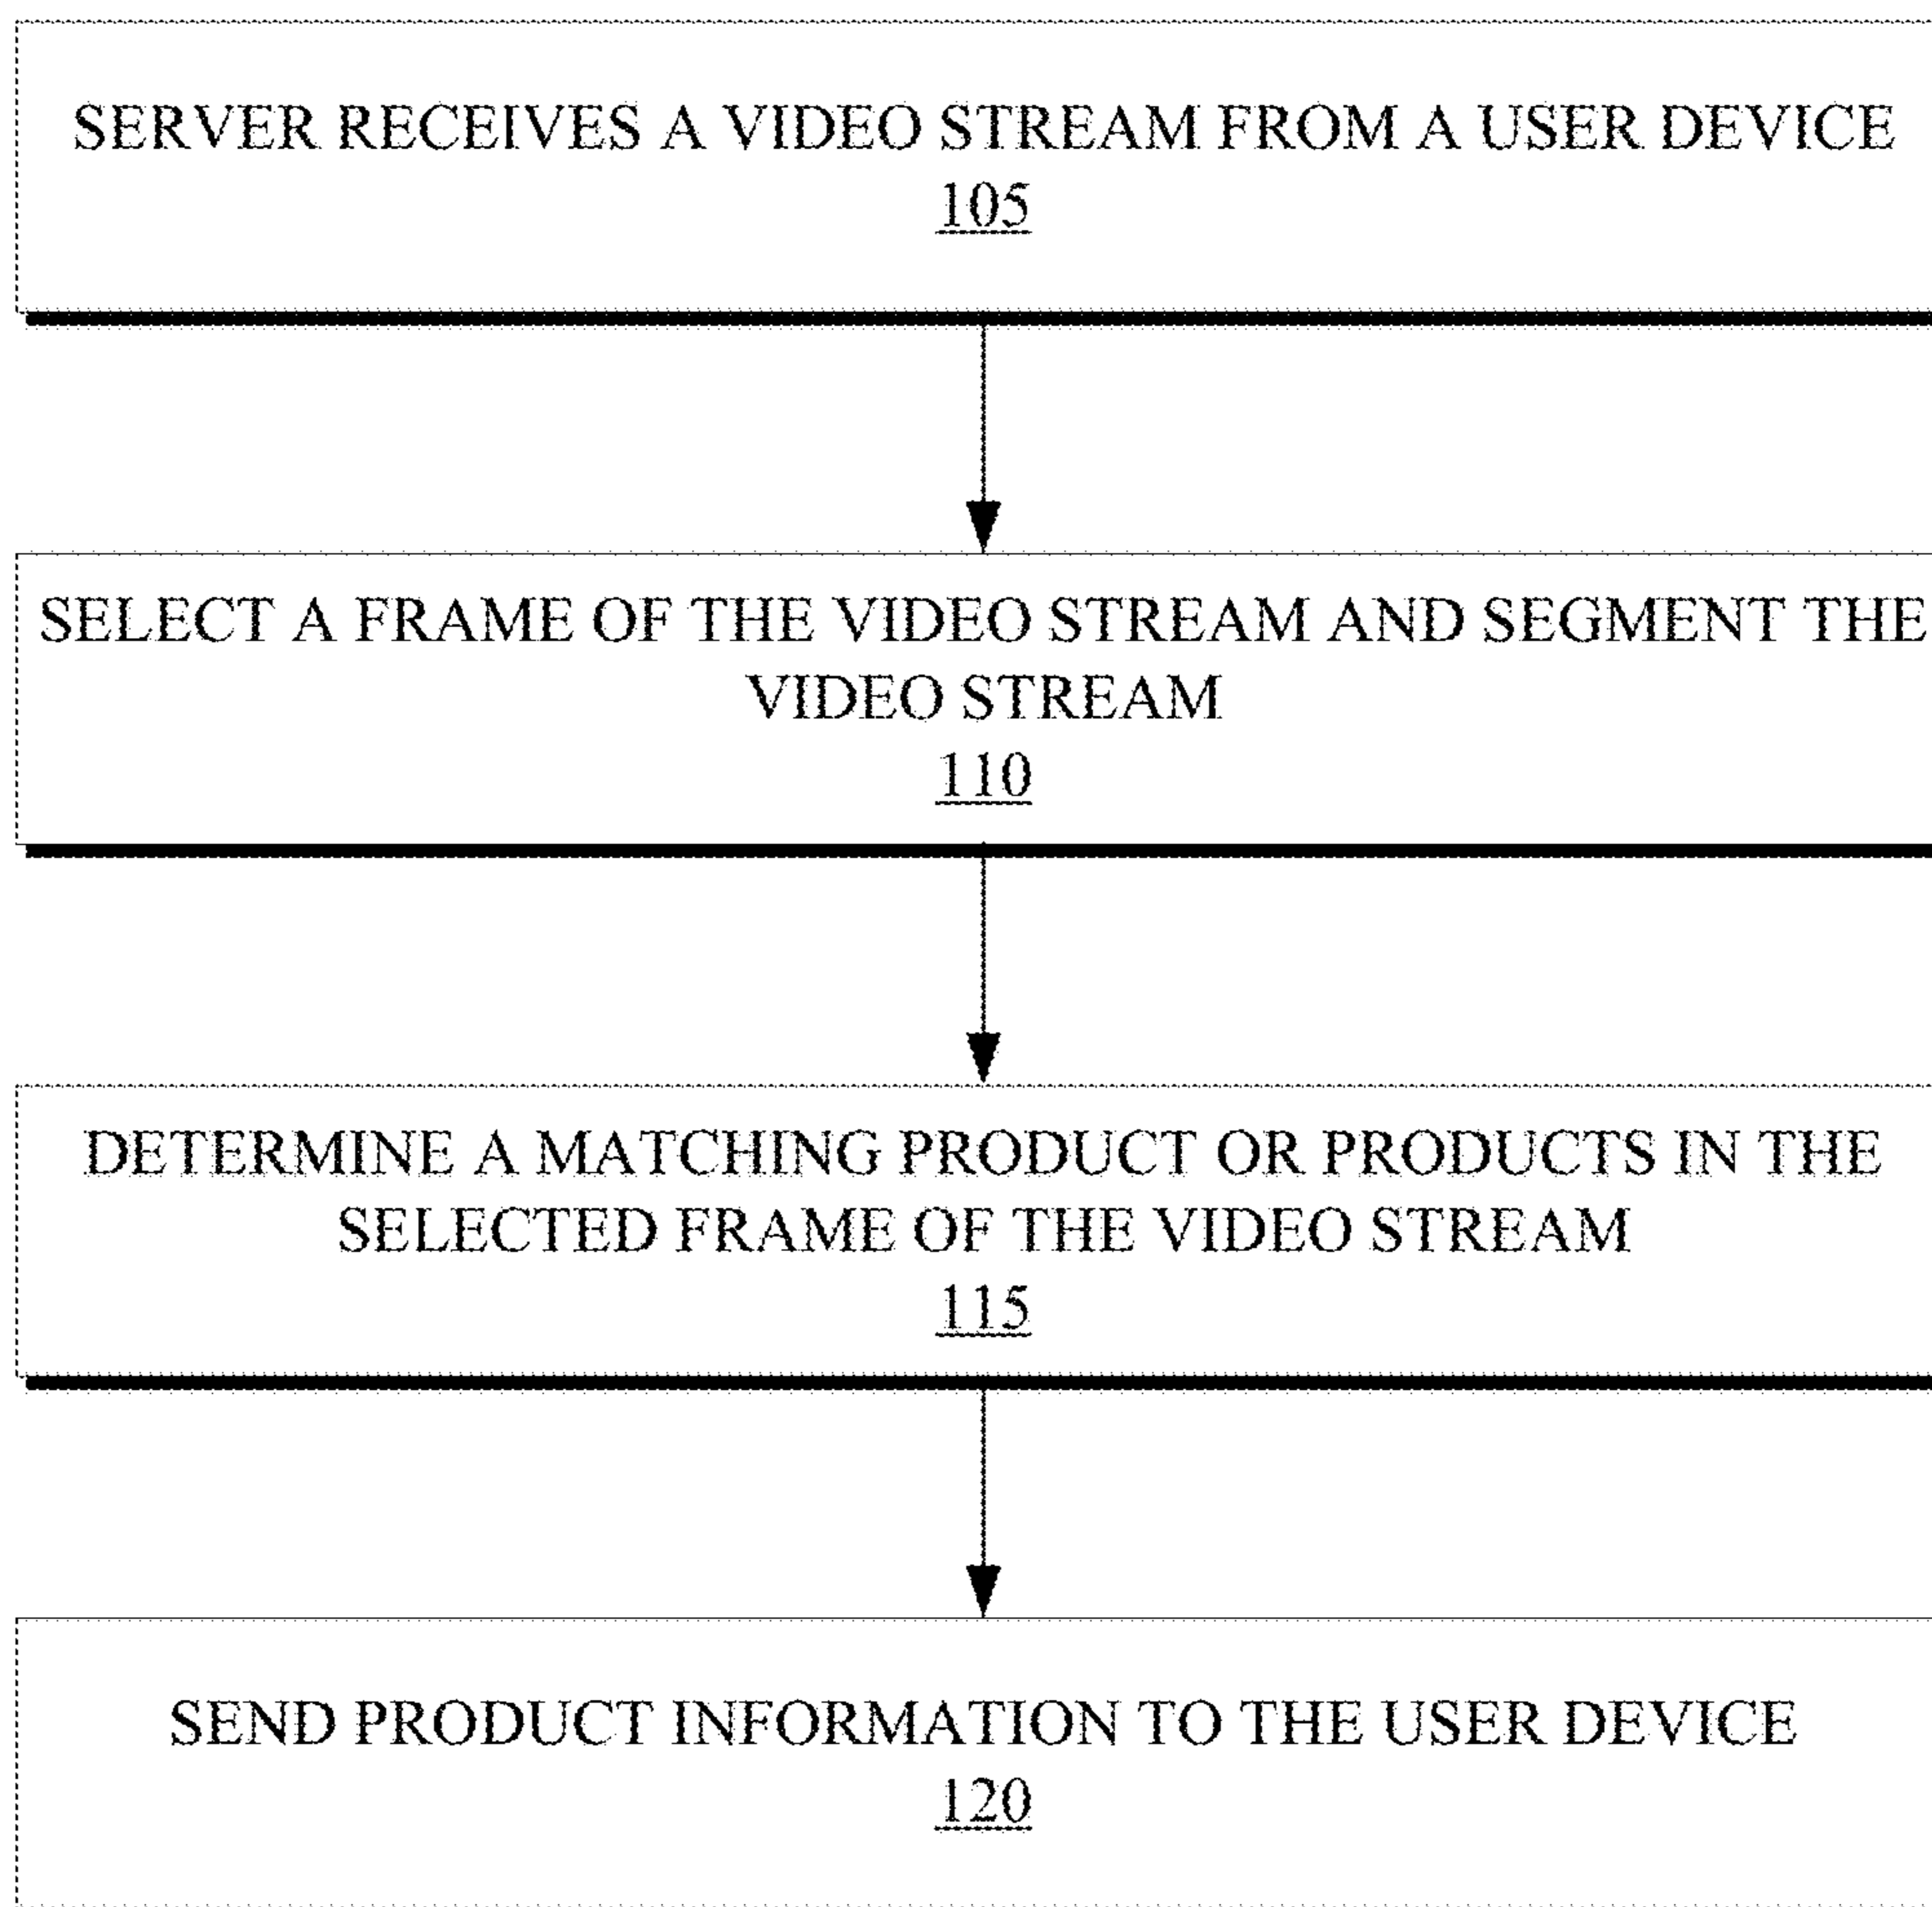 SERVER RECEIVES A VIDEO STREAM FROM A USER DEVICE
105
SELECT A FRAME OF THE VIDEO STREAM AND SEGMENT THE
VIDEO STREAM
110
DETERMINE A MATCHING PRODUCT OR PRODUCTS IN THE
SELECTED FRAME OF THE VIDEO STREAM
115
SEND PRODUCT INFORMATION TO THE USER DEVICE
120